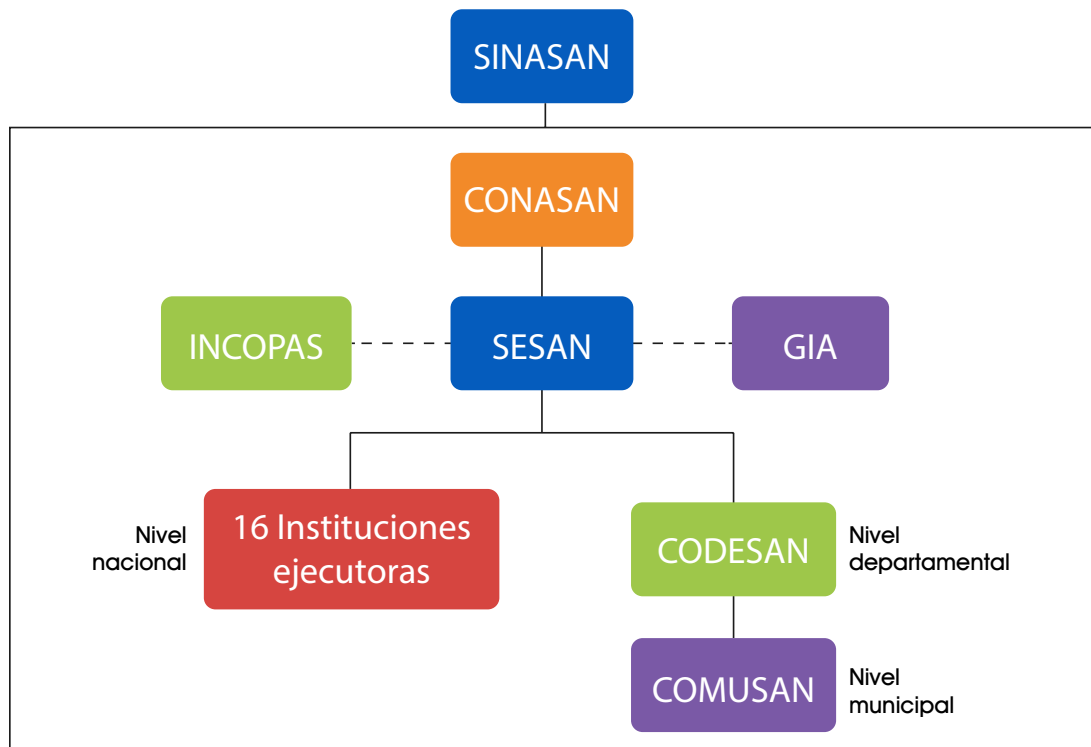 SINASAN
CONASAN
INCOPAS
SESAN
GIA
Nivel
nacional
16 Instituciones
ejecutoras
CODESAN
Nivel
departamental
COMUSAN
Nivel
municipal